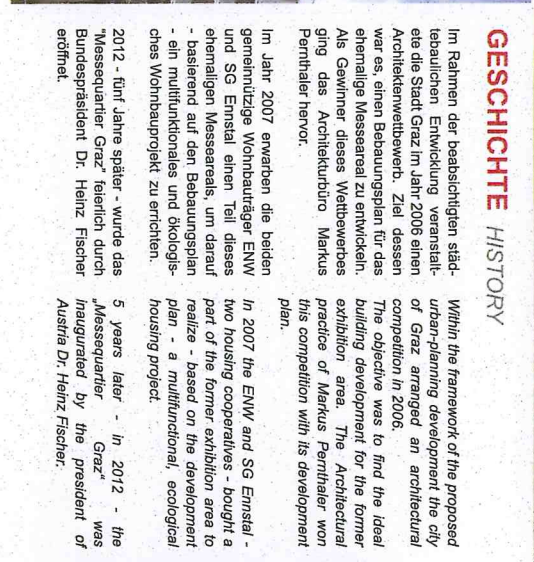 GESCHICHTE HISTORY
Im Rahmen der beabsichtigten städ-
tebaulichen Entwicklung veranstalt-
ete die Stadt Graz im Jahr 2006 einen
Architektenwettbewerb. Ziel dessen
war es, einen Bebauungsplan für das
ehemalige Messeareal zu entwickeln.
Als Gewinner dieses Wettbewerbes
ging das Architekturbüro Markus
Pernthaler hervor.
Im Jahr 2007 erwarben die beiden
gemeinnützige Wohnbauträger ENW
und SG Ennstal einen Teil dieses
ehemaligen Messeareals, um darauf
- basierend auf den Bebauungsplan
- ein multifunktionales und ökologis-
ches Wohnbauprojekt zu errichten.
2012 - fünf Jahre später - wurde das
"Messequartier Graz" feierlich durch
Bundespräsident Dr. Heinz Fischer
eröffnet.
Within the framework of the proposed
urban-planning development the city
of Graz arranged an architectural
competition in 2006.
The objective was to find the ideal
building development for the former
exhibition area. The Architectural
practice of Markus Pernthaler won
this competition with its development
plan.
In 2007 the ENW and SG Ennstal -
two housing cooperatives - bought a
part of the former exhibition area to
realize - based on the development
plan - a multifunctional, ecological
housing project.
5 years later - in 2012 - the
„Messequartier Graz" was
inaugurated by the president of
Austria Dr. Heinz Fischer.